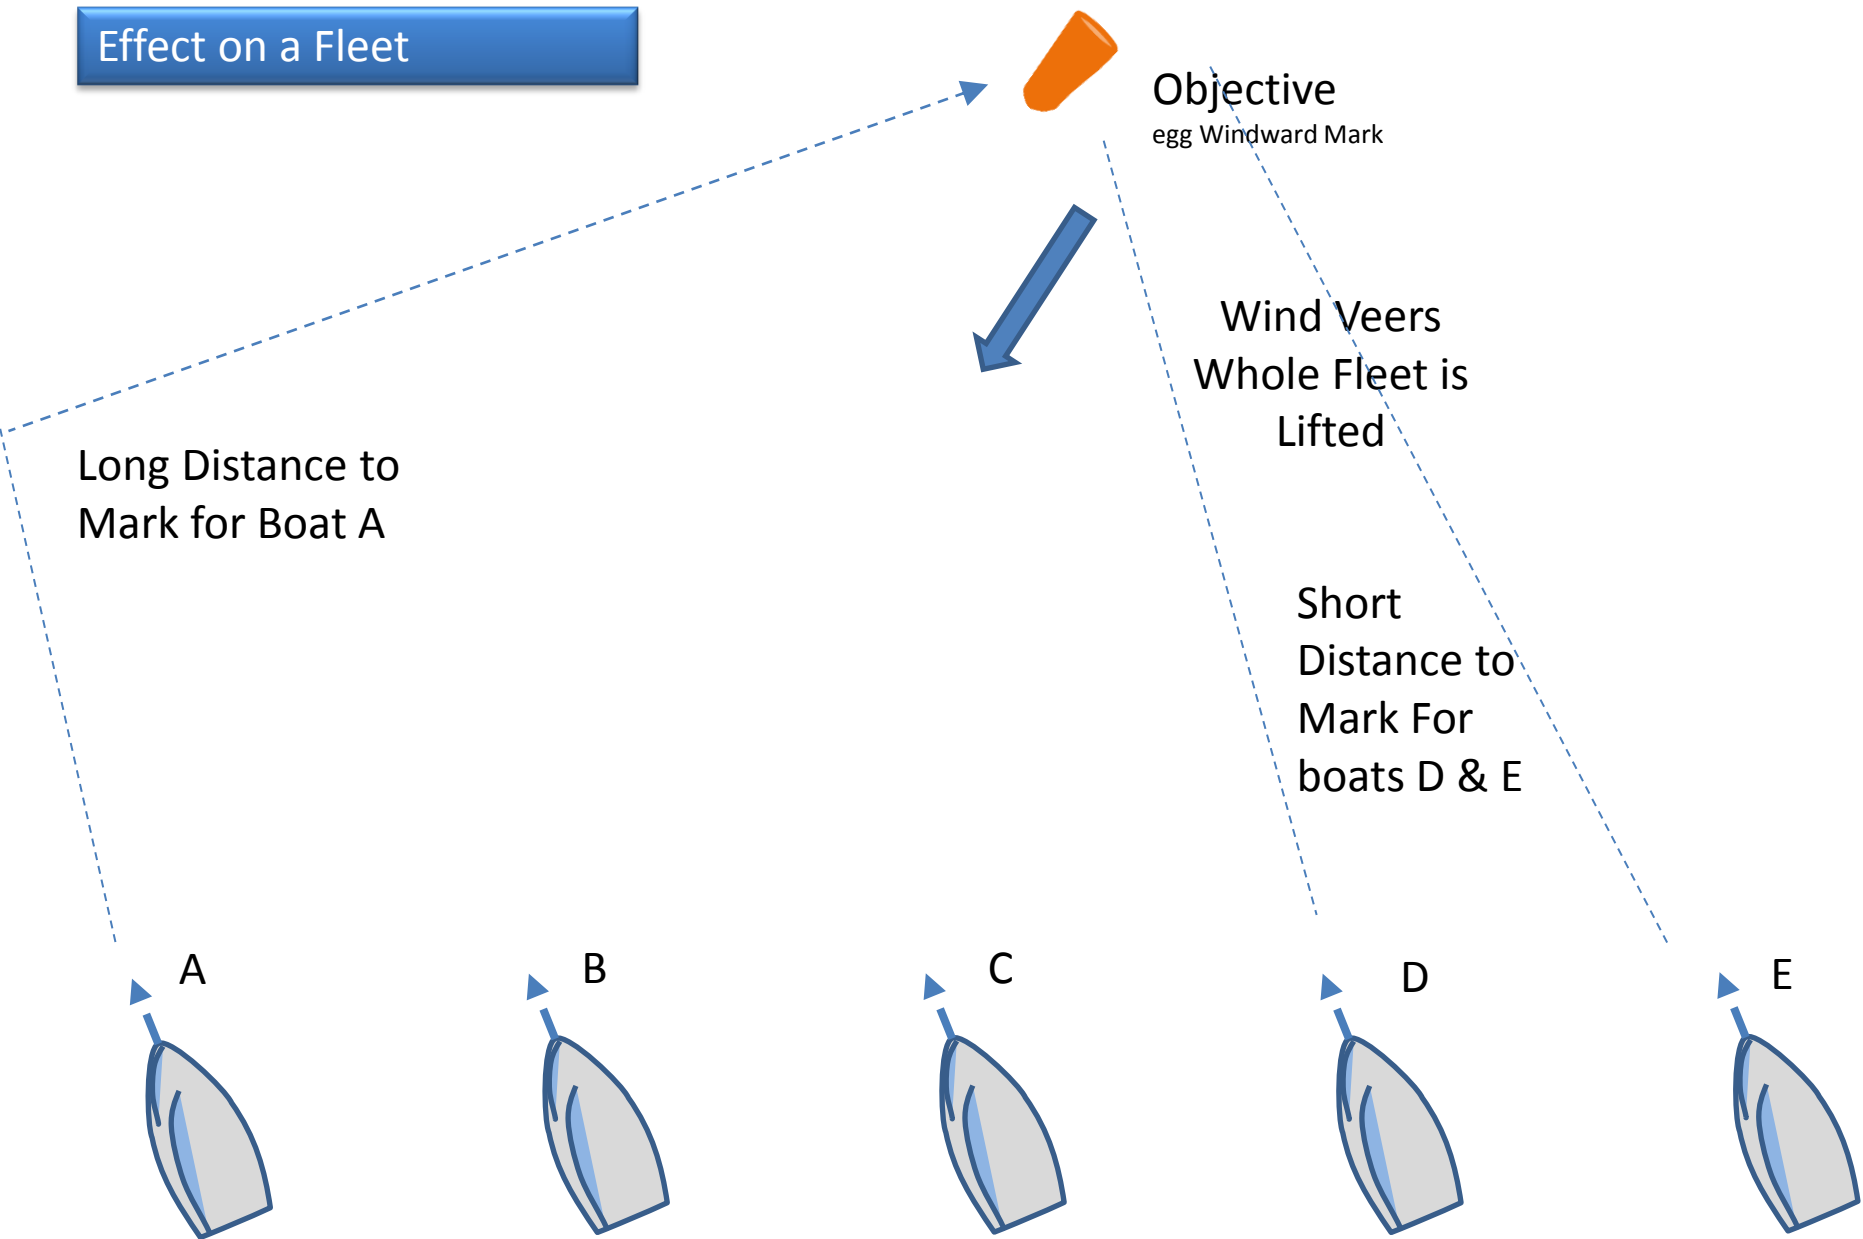 Effect on a Fleet
Objective
egg Windward Mark
Wind Veers
Whole Fleet is
Lifted
Long Distance to
Mark for Boat A
Short
Distance to
Mark For
boats D & E
A
B
C
D
E